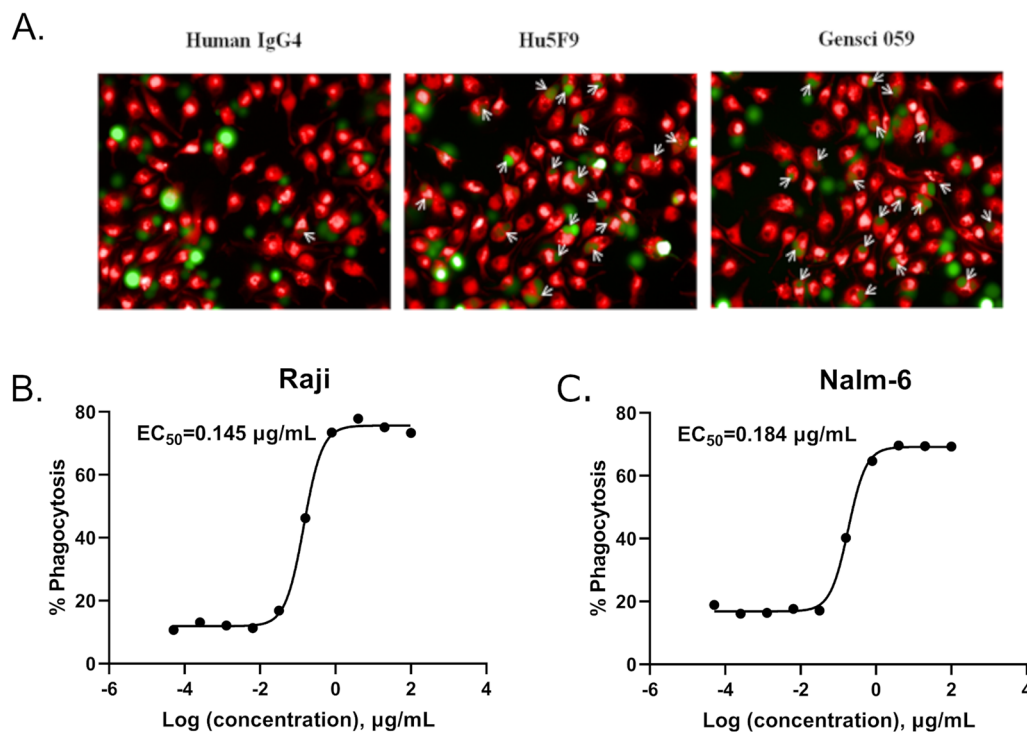 A.
Human IgG4
Hu5F9
Gensci 059
B.
Raji
EC50=0.145 µg/mL
% Phagocytosis
80
60
40
20
0
-6
-4
-2
0
2
4
Log (concentration), µg/mL
C.
Nalm-6
EC50=0.184 µg/mL
% Phagocytosis
80
60
40
20
0
-6
-4
-2
0
2
4
Log (concentration), µg/mL